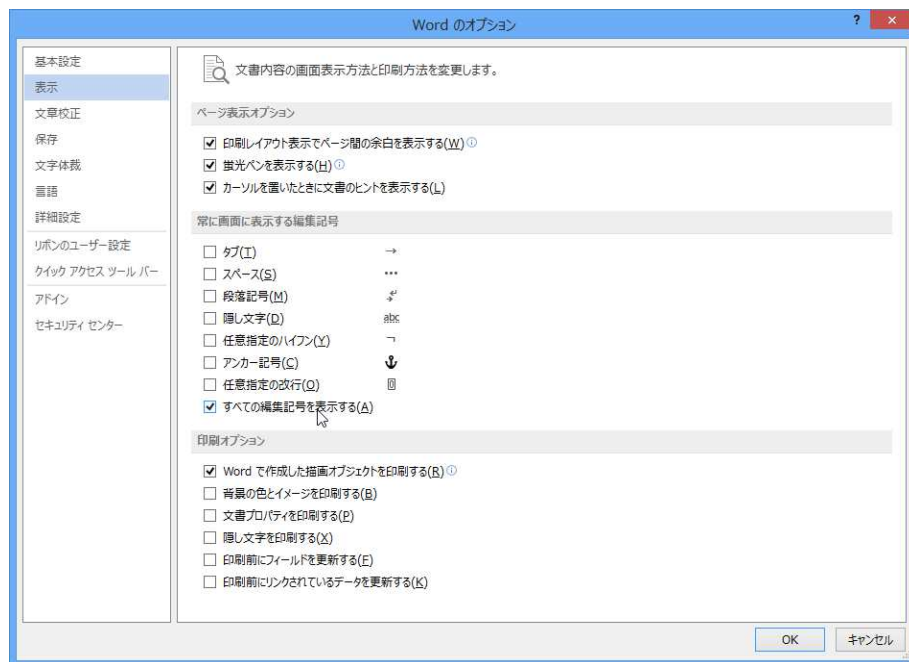 Word のオプション
? ×
基本設定
表示
文章校正
保存
文字体裁
言語
詳細設定
リボンのユーザー設定
クイック アクセス ツール バー
アドイン
セキュリティ センター
文書内容の画面表示方法と印刷方法を変更します。
ページ表示オプション
印刷レイアウト表示でページ間の余白を表示する(W)
蛍光ペンを表示する(H)
カーソルを置いたときに文書のヒントを表示する(L)
常に画面に表示する編集記号
タブ(T) →
スペース(S) ···
段落記号(M)
隠し文字(D) abc
任意指定のハイフン(Y) ¬
アンカー記号(C)
任意指定の改行(O)
すべての編集記号を表示する(A)
印刷オプション
Word で作成した描画オブジェクトを印刷する(R)
背景の色とイメージを印刷する(B)
文書プロパティを印刷する(P)
隠し文字を印刷する(X)
印刷前にフィールドを更新する(F)
印刷前にリンクされているデータを更新する(K)
OK キャンセル